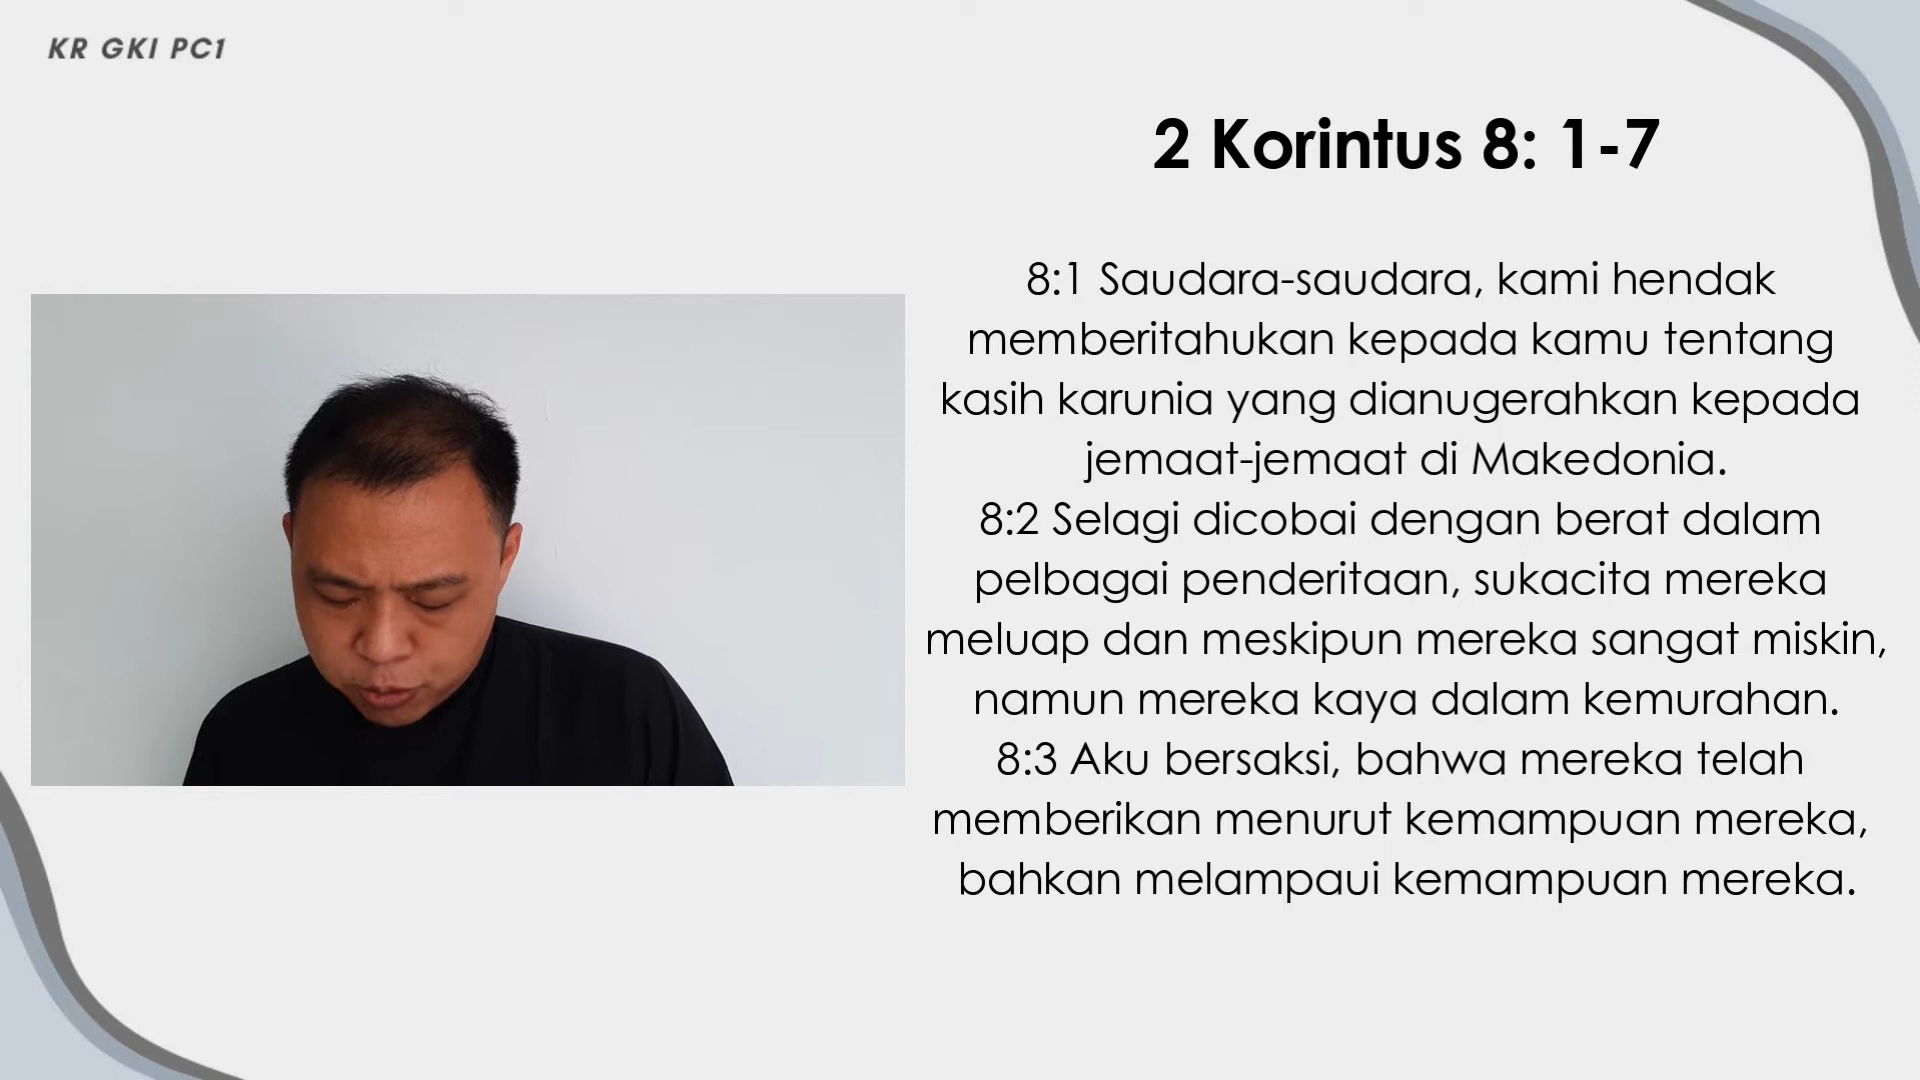 KR GKI PC1
2 Korintus 8: 1-7
8:1 Saudara-saudara, kami hendak
memberitahukan kepada kamu tentang
kasih karunia yang dianugerahkan kepada
jemaat-jemaat di Makedonia.
8:2 Selagi dicobai dengan berat dalam
pelbagai penderitaan, sukacita mereka
meluap dan meskipun mereka sangat miskin,
namun mereka kaya dalam kemurahan.
8:3 Aku bersaksi, bahwa mereka telah
memberikan menurut kemampuan mereka,
bahkan melampaui kemampuan mereka.